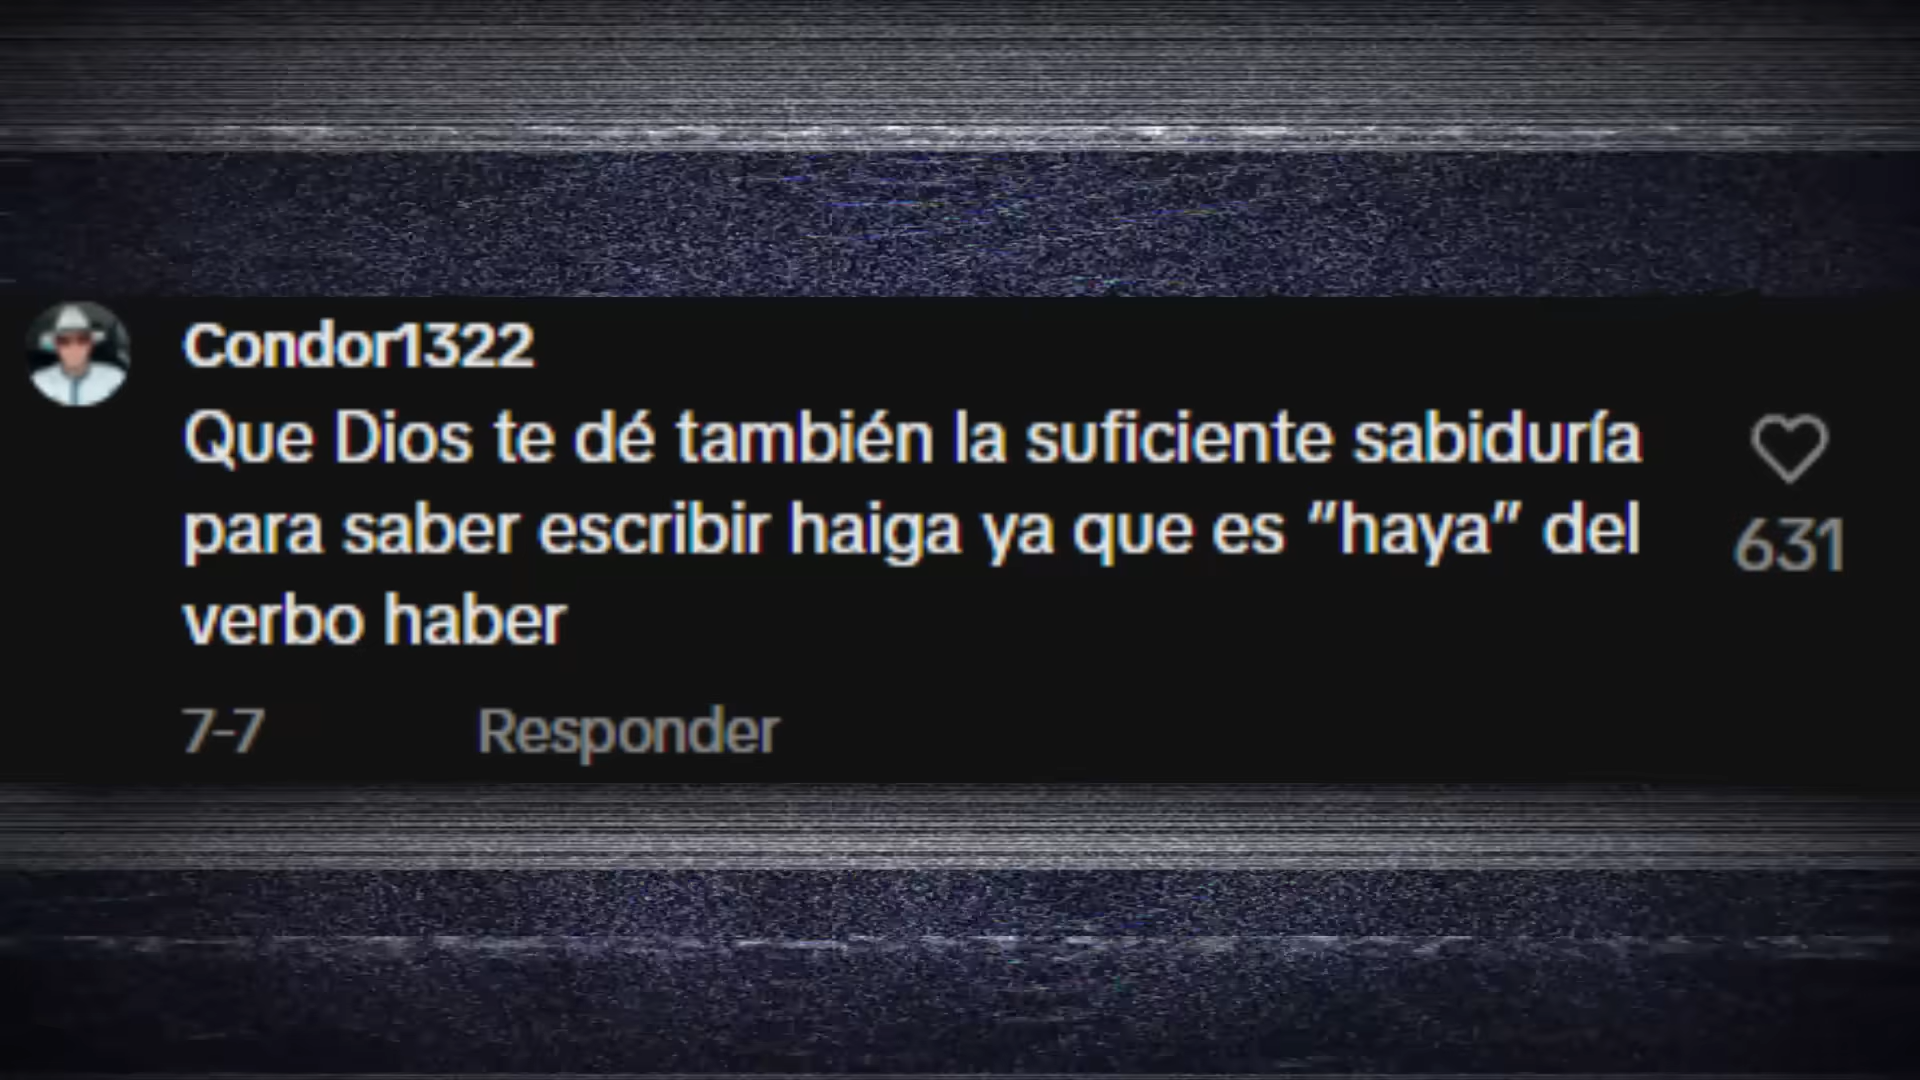 Condor1322
Que Dios te dé también la suficiente sabiduría
para saber escribir haiga ya que es “haya” del
verbo haber
631
7-7 Responder